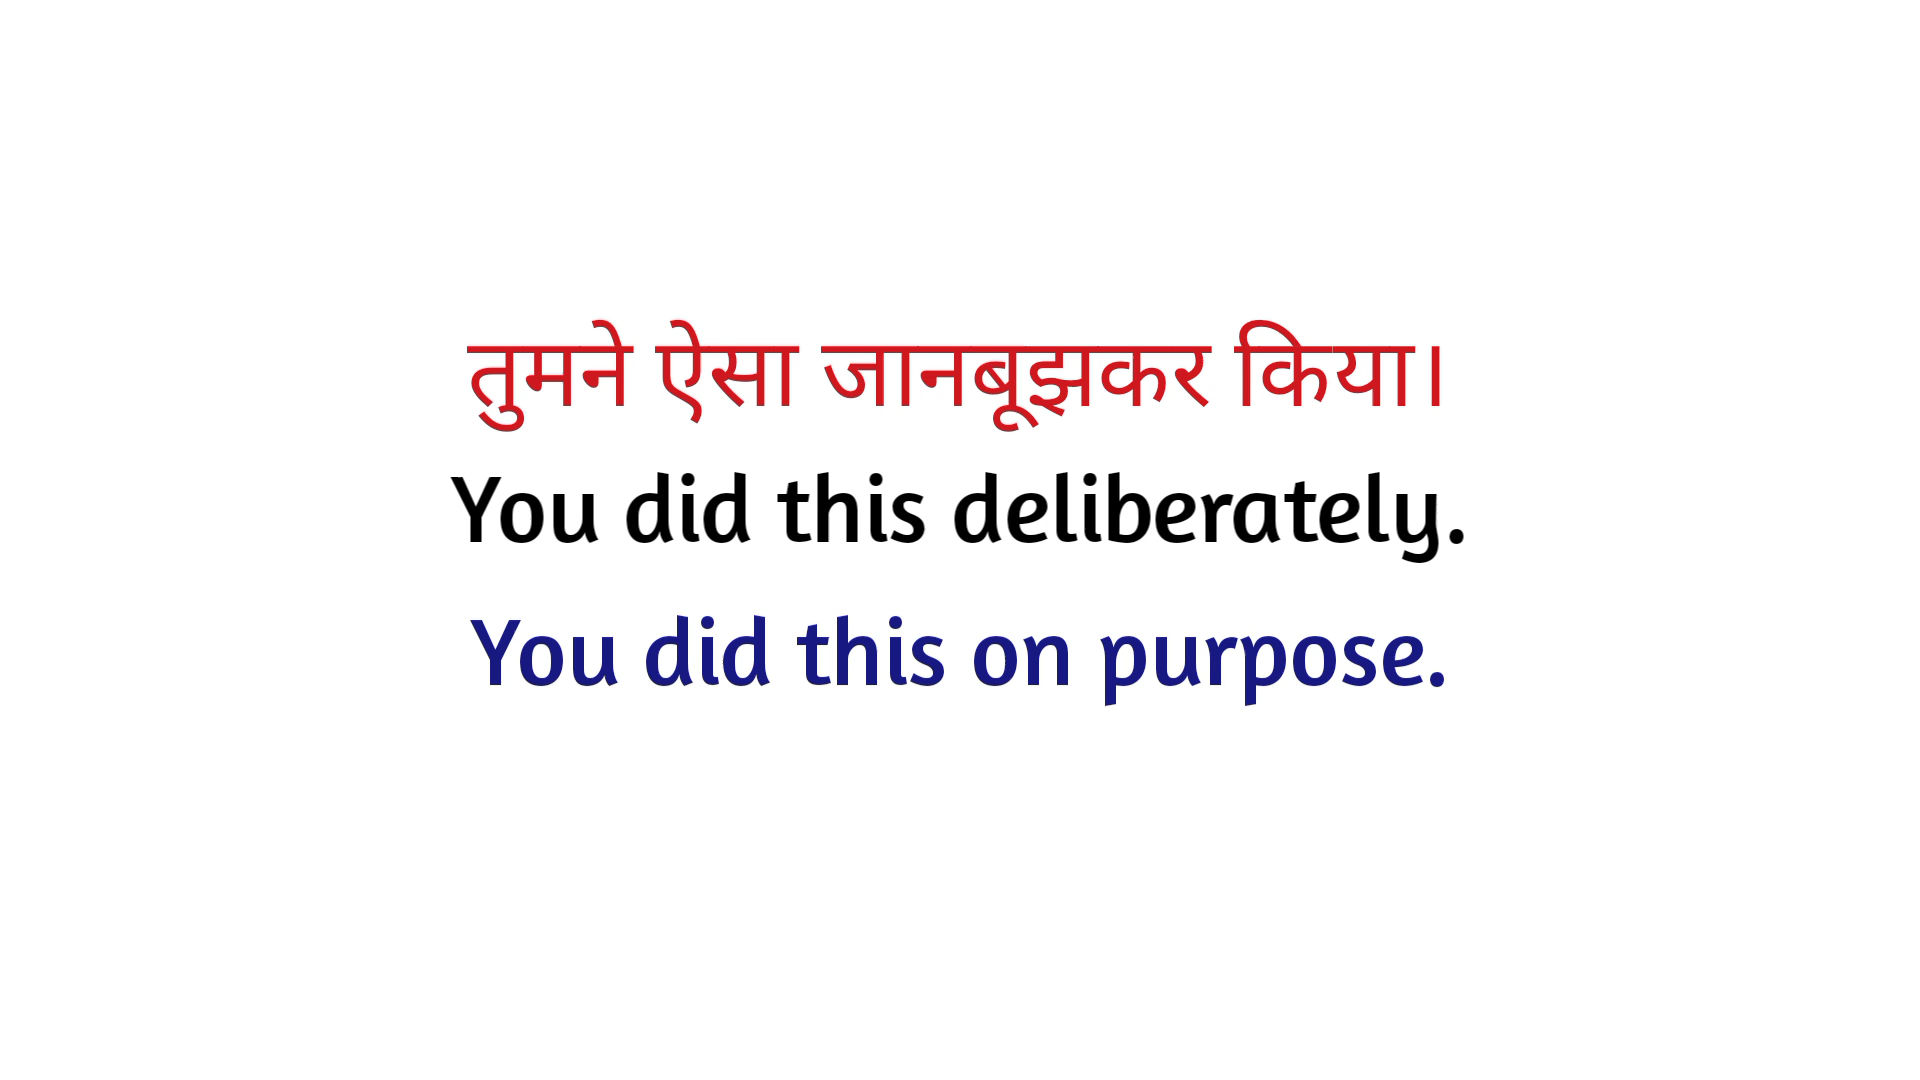 तुमने ऐसा जानबूझकर किया।
You did this deliberately.
You did this on purpose.